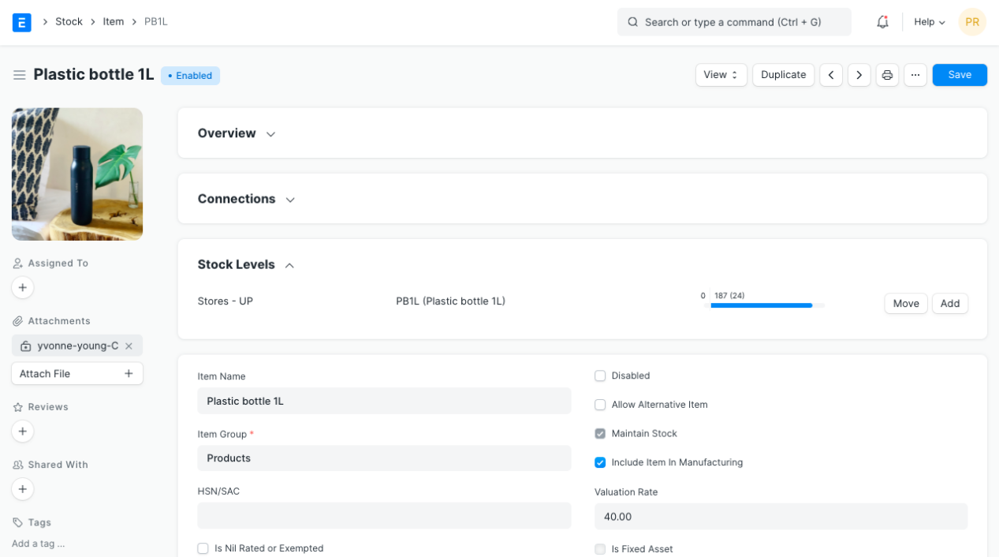 E > Stock > Item > PB1L
Search or type a command (Ctrl + G)
Help
PR
Plastic bottle 1L
• Enabled
View
Duplicate
...
Save
Overview
Connections
Stock Levels
Stores - UP
PB1L (Plastic bottle 1L)
0
187 (24)
Move
Add
Assigned To
+
Attachments
yvonne-young-C
Attach File +
Reviews
+
Shared With
+
Tags
Add a tag ...
Item Name
Plastic bottle 1L
Item Group *
Products
HSN/SAC
Is Nil Rated or Exempted
Disabled
Allow Alternative Item
Maintain Stock
Include Item In Manufacturing
Valuation Rate
40.00
Is Fixed Asset